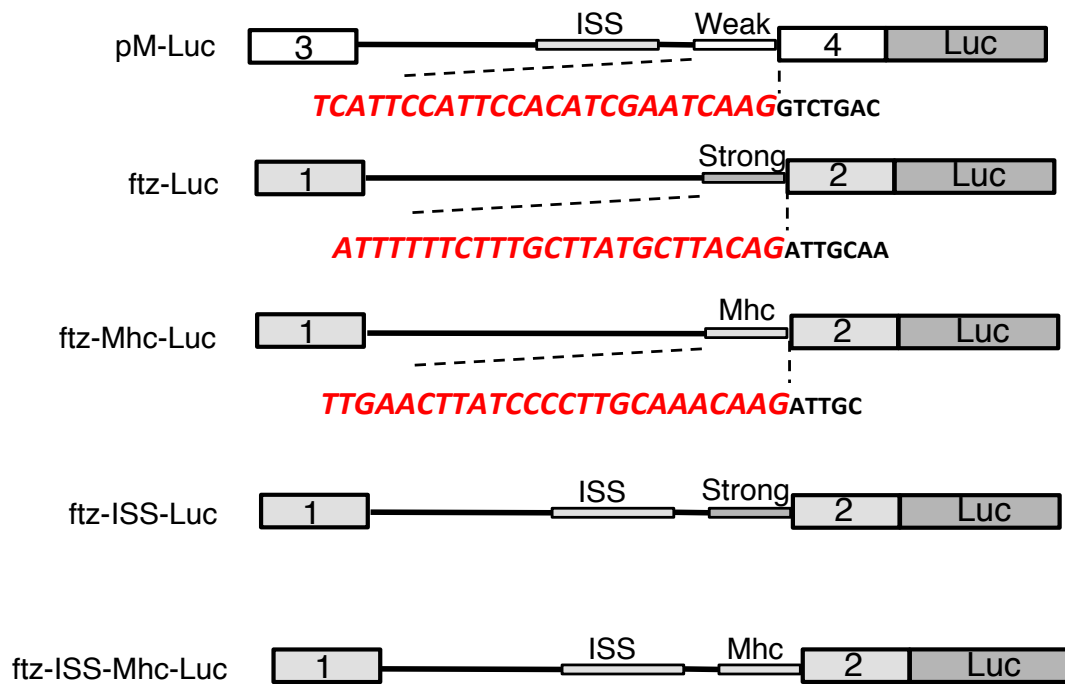 ISS Weak
pM-Luc 3 4 Luc
TCATTCCATTCCACATCGAATCAAGGTCTGAC
Strong
ftz-Luc 1 2 Luc
ATTTTTTCTTTGCTTATGCTTACAGATTGCAA
Mhc
ftz-Mhc-Luc 1 2 Luc
TTGAACTTATCCCCTTGCAAACAAGATTGC
ISS Strong
ftz-ISS-Luc 1 2 Luc
ISS Mhc
ftz-ISS-Mhc-Luc 1 2 Luc